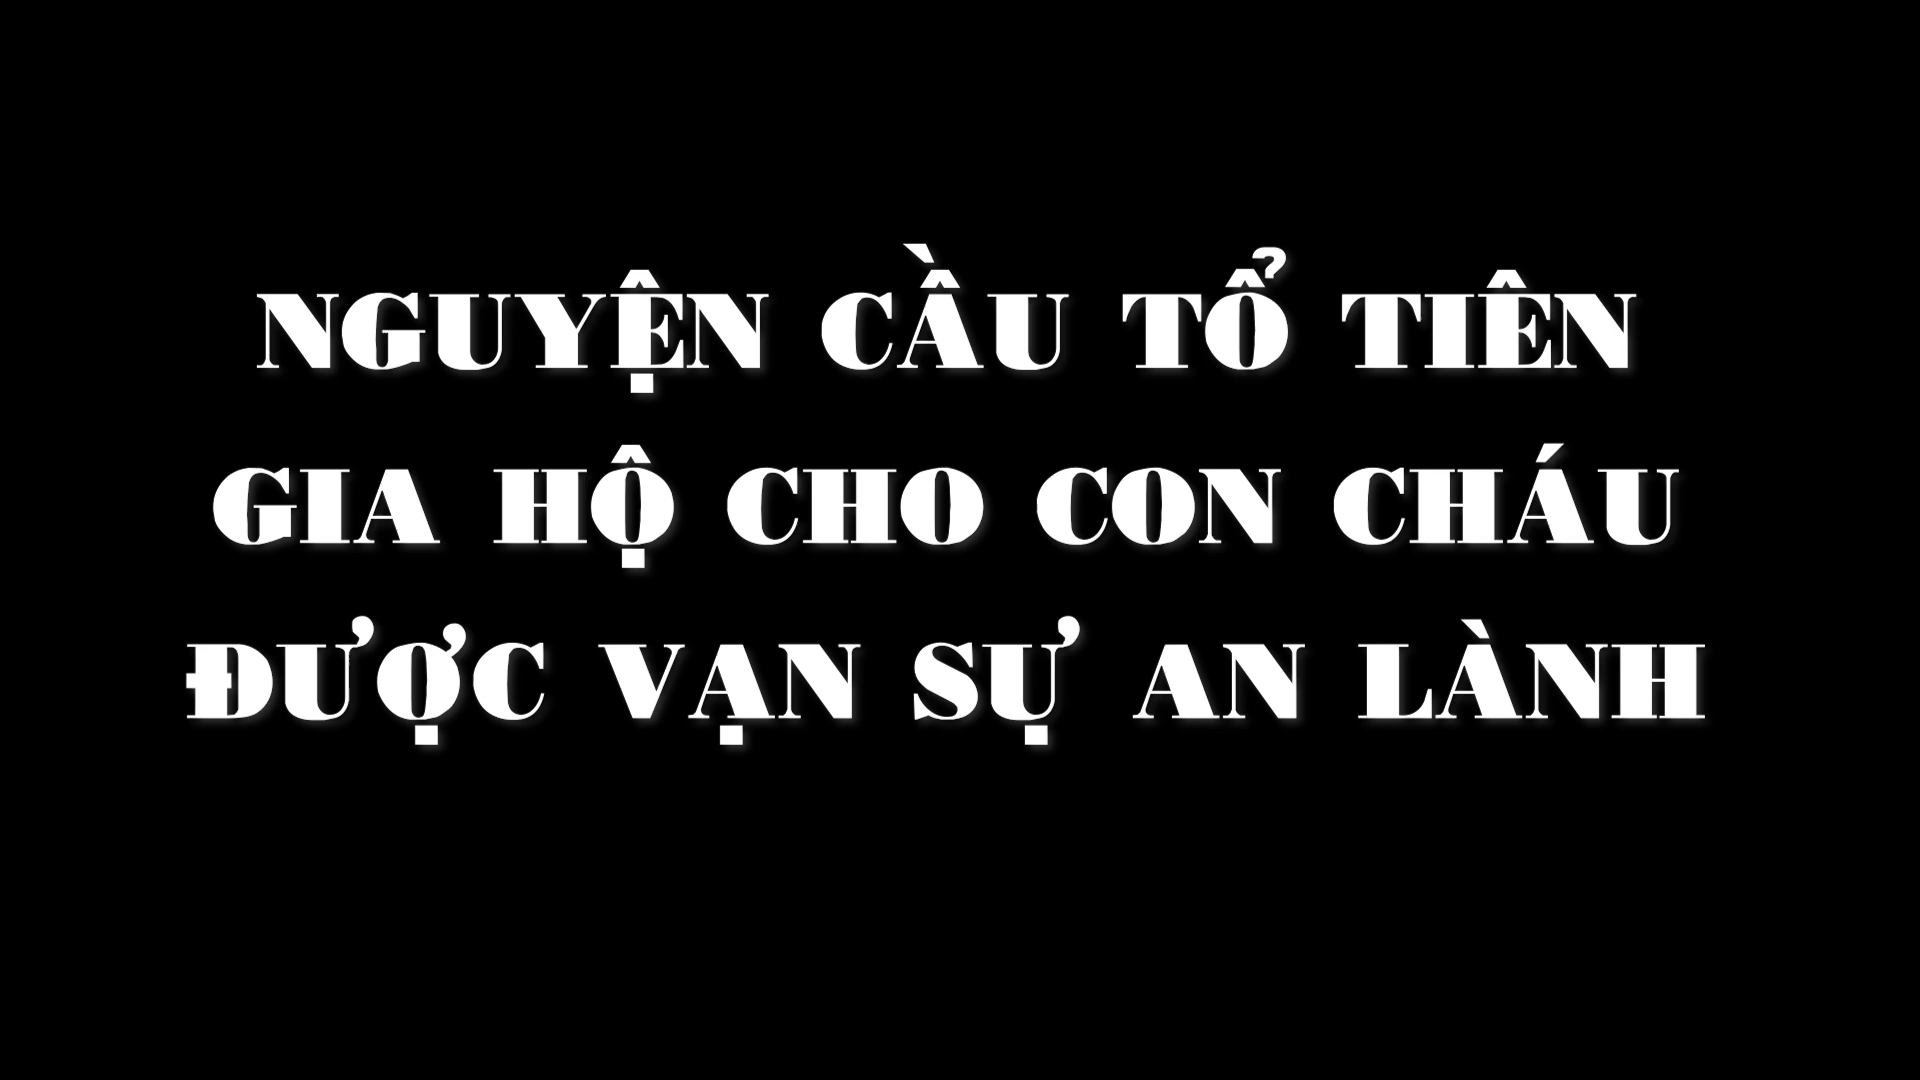 NGUYỆN CẦU TỔ TIÊN
GIA HỘ CHO CON CHÁU
ĐƯỢC VẠN SỰ AN LÀNH